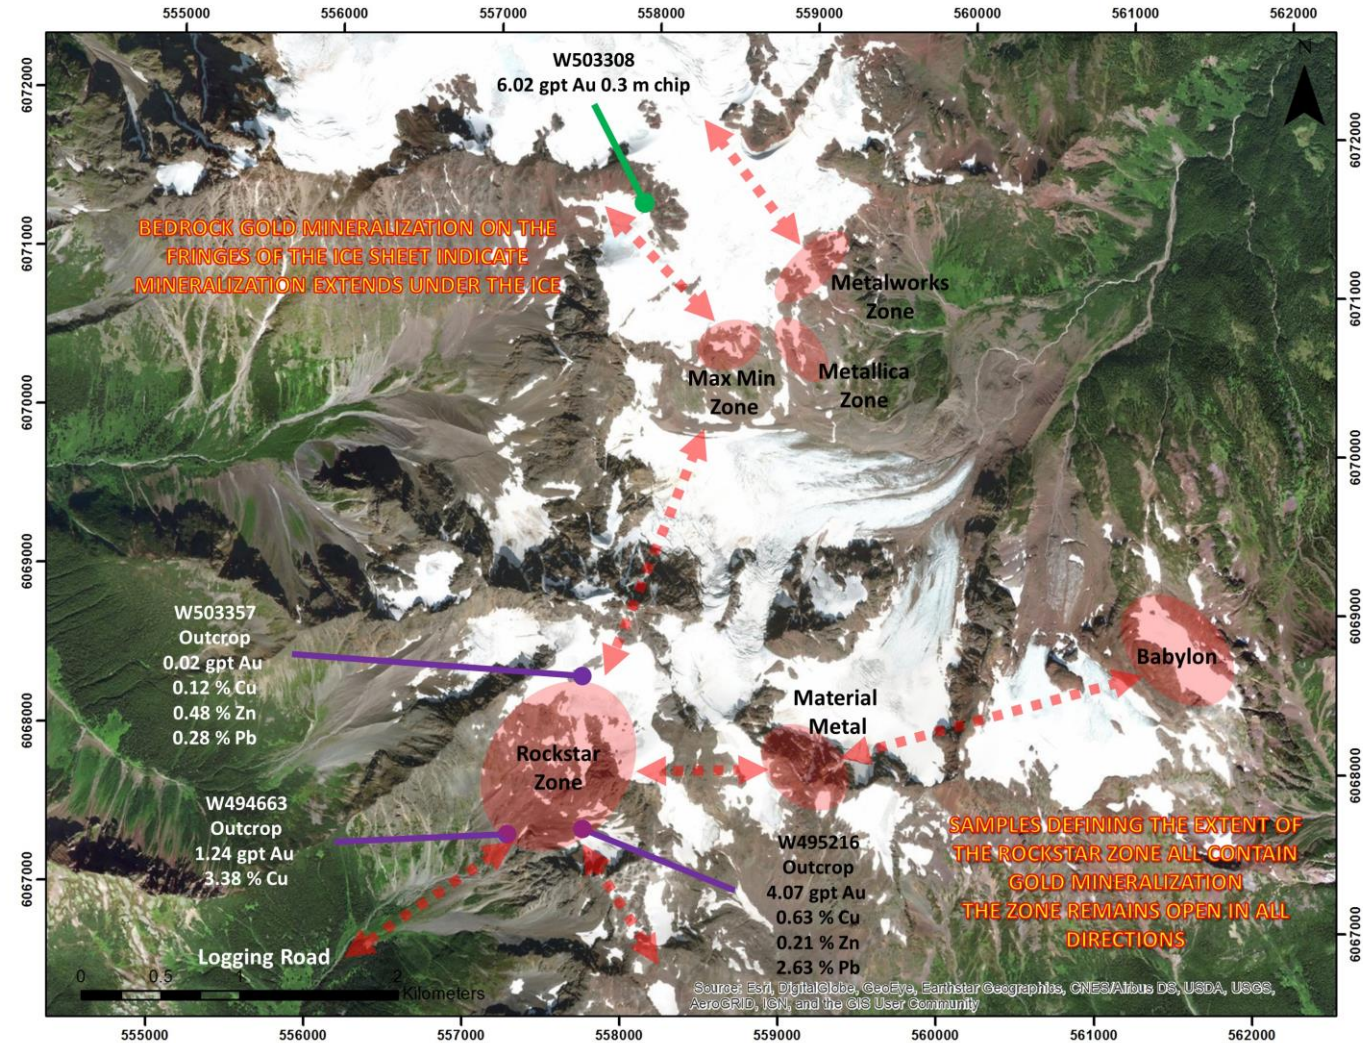 555000 556000 557000 558000 559000 560000 561000 562000
N
W503308
6.02 gpt Au 0.3 m chip
6072000
6072000
BEDROCK GOLD MINERALIZATION ON THE
FRINGES OF THE ICE SHEET INDICATE
MINERALIZATION EXTENDS UNDER THE ICE
6071000
6071000
Metalworks
Zone
Max Min
Zone
Metallica
Zone
6070000
6070000
6069000
6069000
W503357
Outcrop
0.02 gpt Au
0.12 % Cu
0.48 % Zn
0.28 % Pb
Babylon
Material
Metal
6068000
6068000
Rockstar
Zone
W494663
Outcrop
1.24 gpt Au
3.38 % Cu
W495216
Outcrop
4.07 gpt Au
0.63 % Cu
0.21 % Zn
2.63 % Pb
SAMPLES DEFINING THE EXTENT OF
THE ROCKSTAR ZONE ALL CONTAIN
GOLD MINERALIZATION
THE ZONE REMAINS OPEN IN ALL
DIRECTIONS
6067000
6067000
Logging Road
0 0.5 1 2
Kilometers
Source: Esri, DigitalGlobe, GeoEye, Earthstar Geographics, CNES/Airbus DS, USDA, USGS,
AeroGRID, IGN, and the GIS User Community
555000 556000 557000 558000 559000 560000 561000 562000